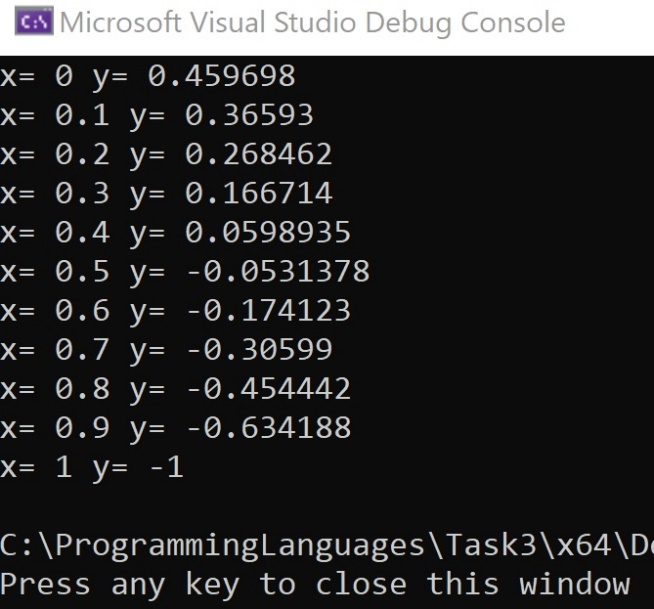 Microsoft Visual Studio Debug Console
x= 0 y= 0.459698
x= 0.1 y= 0.36593
x= 0.2 y= 0.268462
x= 0.3 y= 0.166714
x= 0.4 y= 0.0598935
x= 0.5 y= -0.0531378
x= 0.6 y= -0.174123
x= 0.7 y= -0.30599
x= 0.8 y= -0.454442
x= 0.9 y= -0.634188
x= 1 y= -1
C:\ProgrammingLanguages\Task3\x64\De
Press any key to close this window